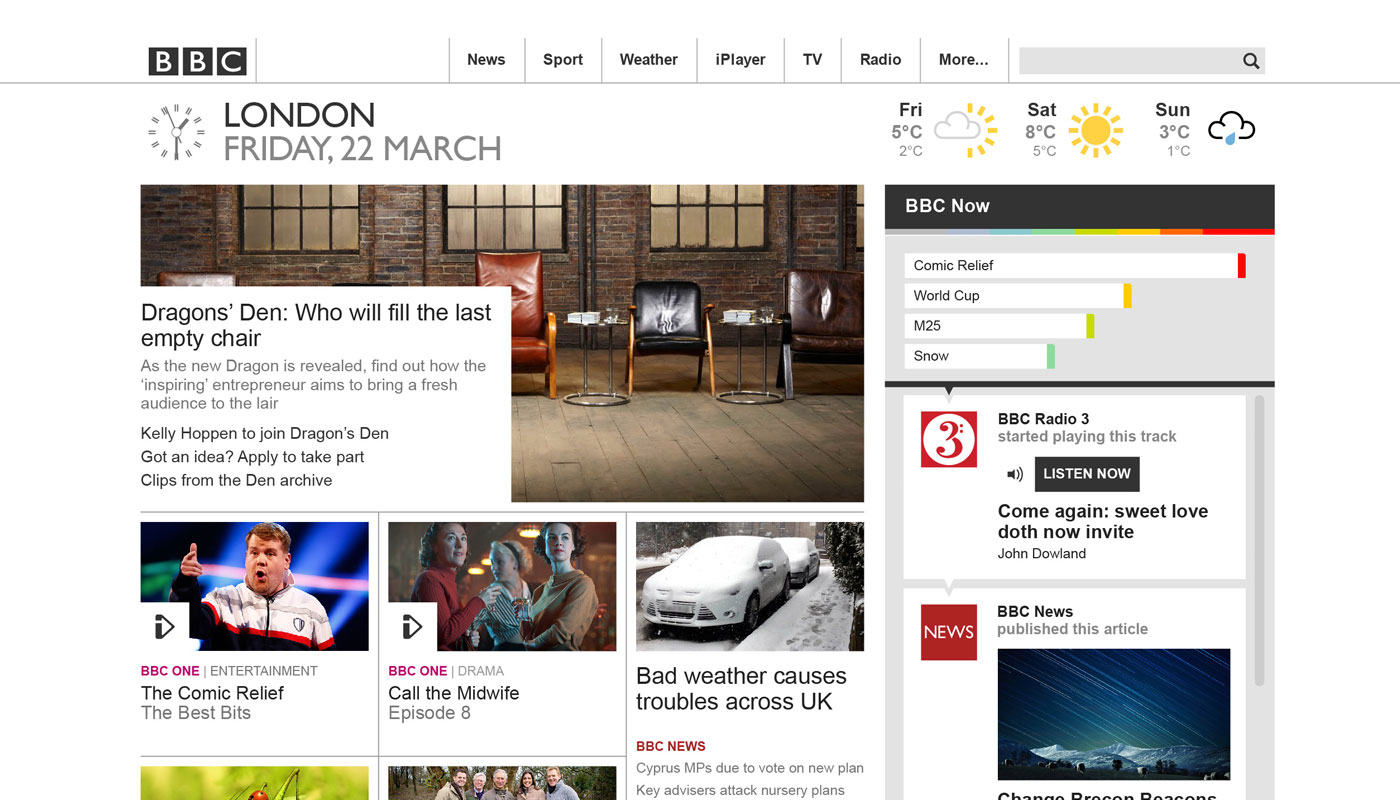 BBC
News
Sport
Weather
iPlayer
TV
Radio
More...
LONDON
FRIDAY, 22 MARCH
Fri
5°C
2°C
Sat
8°C
5°C
Sun
3°C
1°C
Dragons’ Den: Who will fill the last
empty chair
As the new Dragon is revealed, find out how the
‘inspiring’ entrepreneur aims to bring a fresh
audience to the lair
Kelly Hoppen to join Dragon’s Den
Got an idea? Apply to take part
Clips from the Den archive
BBC ONE | ENTERTAINMENT
The Comic Relief
The Best Bits
BBC ONE | DRAMA
Call the Midwife
Episode 8
Bad weather causes
troubles across UK
BBC NEWS
Cyprus MPs due to vote on new plan
Key advisers attack nursery plans
BBC Now
Comic Relief
World Cup
M25
Snow
3
BBC Radio 3
started playing this track
LISTEN NOW
Come again: sweet love
doth now invite
John Dowland
NEWS
BBC News
published this article
Change Brecon Beacons